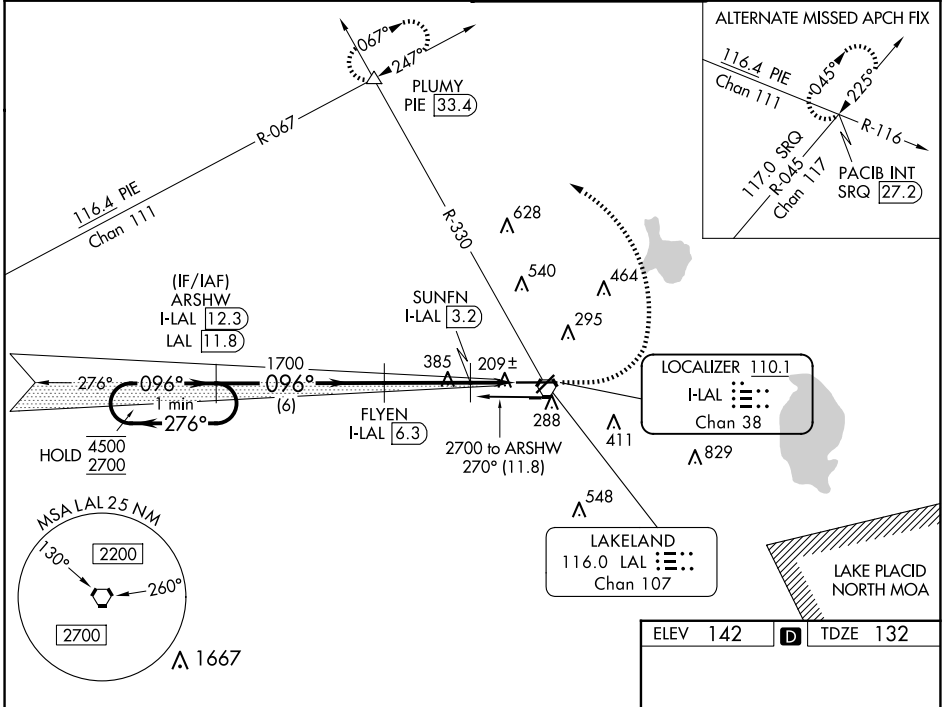 067°
247°
PLUMY
PIE 33.4
R-067
116.4 PIE
Chan 111
R-330
ALTERNATE MISSED APCH FIX
116.4 PIE
Chan 111
045°
225°
R-116
117.0 SRQ
R-045
Chan 117
PACIB INT
SRQ 27.2
628
540
464
295
(IF/IAF)
ARSHW
I-LAL 12.3
LAL 11.8
SUNFN
I-LAL 3.2
1700
385
209±
276°
096°
096°
1 min
(6)
276°
FLYEN
I-LAL 6.3
288
HOLD
4500
2700
2700 to ARSHW
270° (11.8)
LOCALIZER 110.1
I-LAL
Chan 38
411
829
548
MSA LAL 25 NM
130°
2200
260°
2700
1667
LAKELAND
116.0 LAL
Chan 107
LAKE PLACID
NORTH MOA
ELEV 142 D TDZE 132